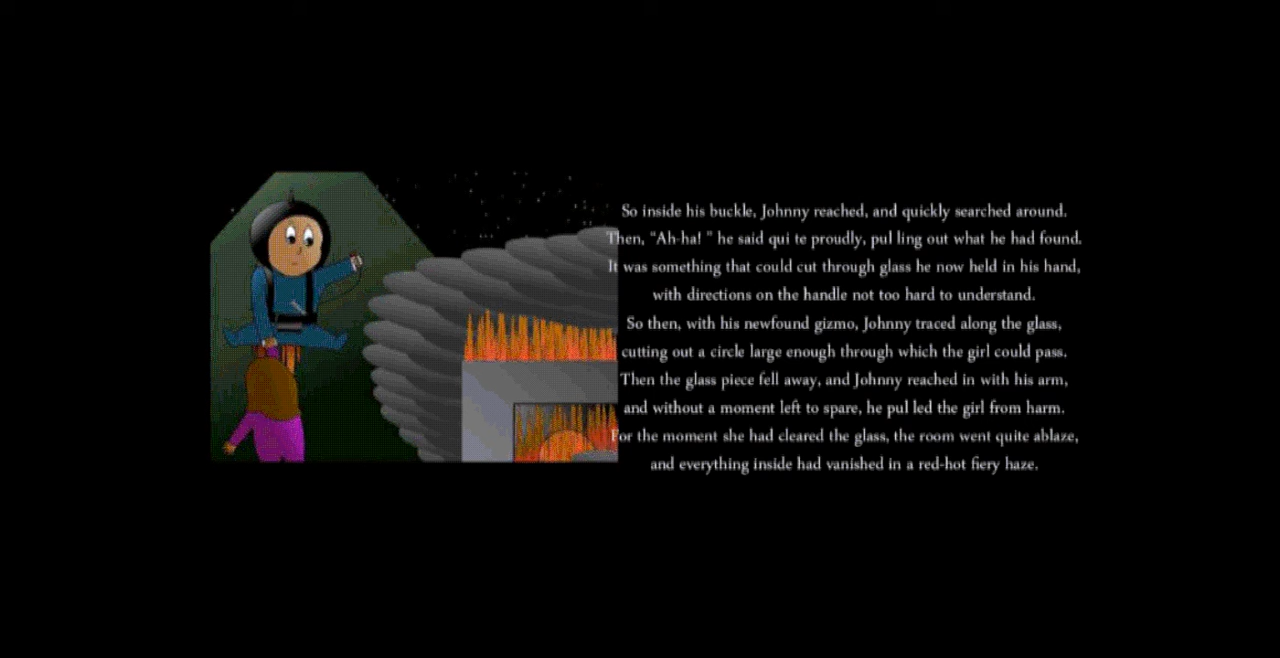 So inside his buckle, Johnny reached, and quickly searched around.
Then, "Ah-ha! " he said qui te proudly, pul ling out what he had found.
It was something that could cut through glass he now held in his hand,
with directions on the handle not too hard to understand.
So then, with his newfound gizmo, Johnny traced along the glass,
cutting out a circle large enough through which the girl could pass.
Then the glass piece fell away, and Johnny reached in with his arm,
and without a moment left to spare, he pul led the girl from harm.
For the moment she had cleared the glass, the room went quite ablaze,
and everything inside had vanished in a red-hot fiery haze.